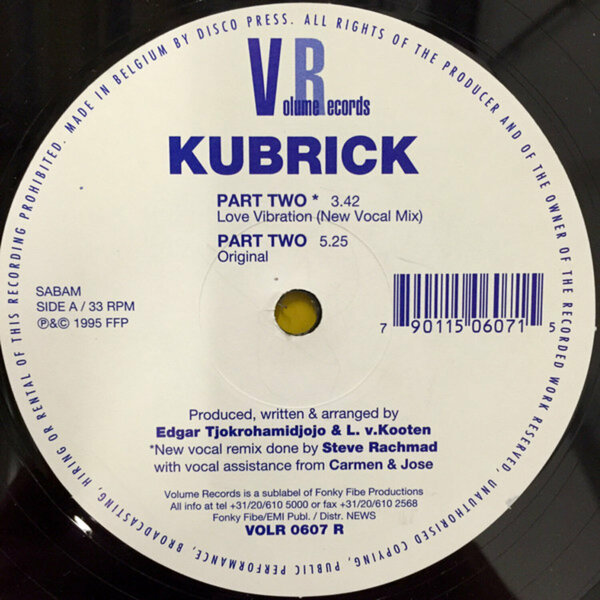 MADE IN BELGIUM BY DISCO PRESS. ALL RIGHTS OF THE PRODUCER AND OF THE OWNER OF THE RECORDED WORK RESERVED, UNAUTHORISED COPYING, PUBLIC PERFORMANCE, BROADCASTING, HIRING OR RENTAL OF THIS RECORDING PROHIBITED.
Volume Records
KUBRICK
PART TWO * 3.42
Love Vibration (New Vocal Mix)
PART TWO 5.25
Original
SABAM
SIDE A / 33 RPM
℗&© 1995 FFP
7 90115 06071 5
Produced, written & arranged by
Edgar Tjokrohamidjojo & L. v.Kooten
*New vocal remix done by Steve Rachmad
with vocal assistance from Carmen & Jose
Volume Records is a sublabel of Fonky Fibe Productions
All info at tel +31/20/610 5000 or fax +31/20/610 2568
Fonky Fibe/EMI Publ. / Distr. NEWS
VOLR 0607 R